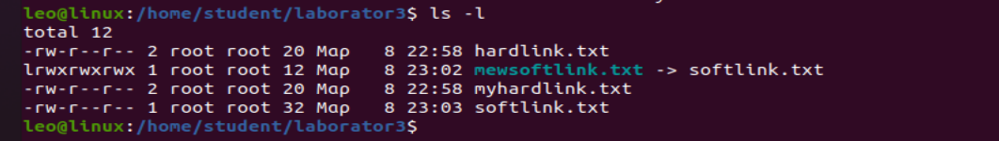 leo@linux:/home/student/laborator3$ ls -l
total 12
-rw-r--r-- 2 root root 20 Мар   8 22:58 hardlink.txt
lrwxrwxrwx 1 root root 12 Мар   8 23:02 mewsoftlink.txt -> softlink.txt
-rw-r--r-- 2 root root 20 Мар   8 22:58 myhardlink.txt
-rw-r--r-- 1 root root 32 Мар   8 23:03 softlink.txt
leo@linux:/home/student/laborator3$